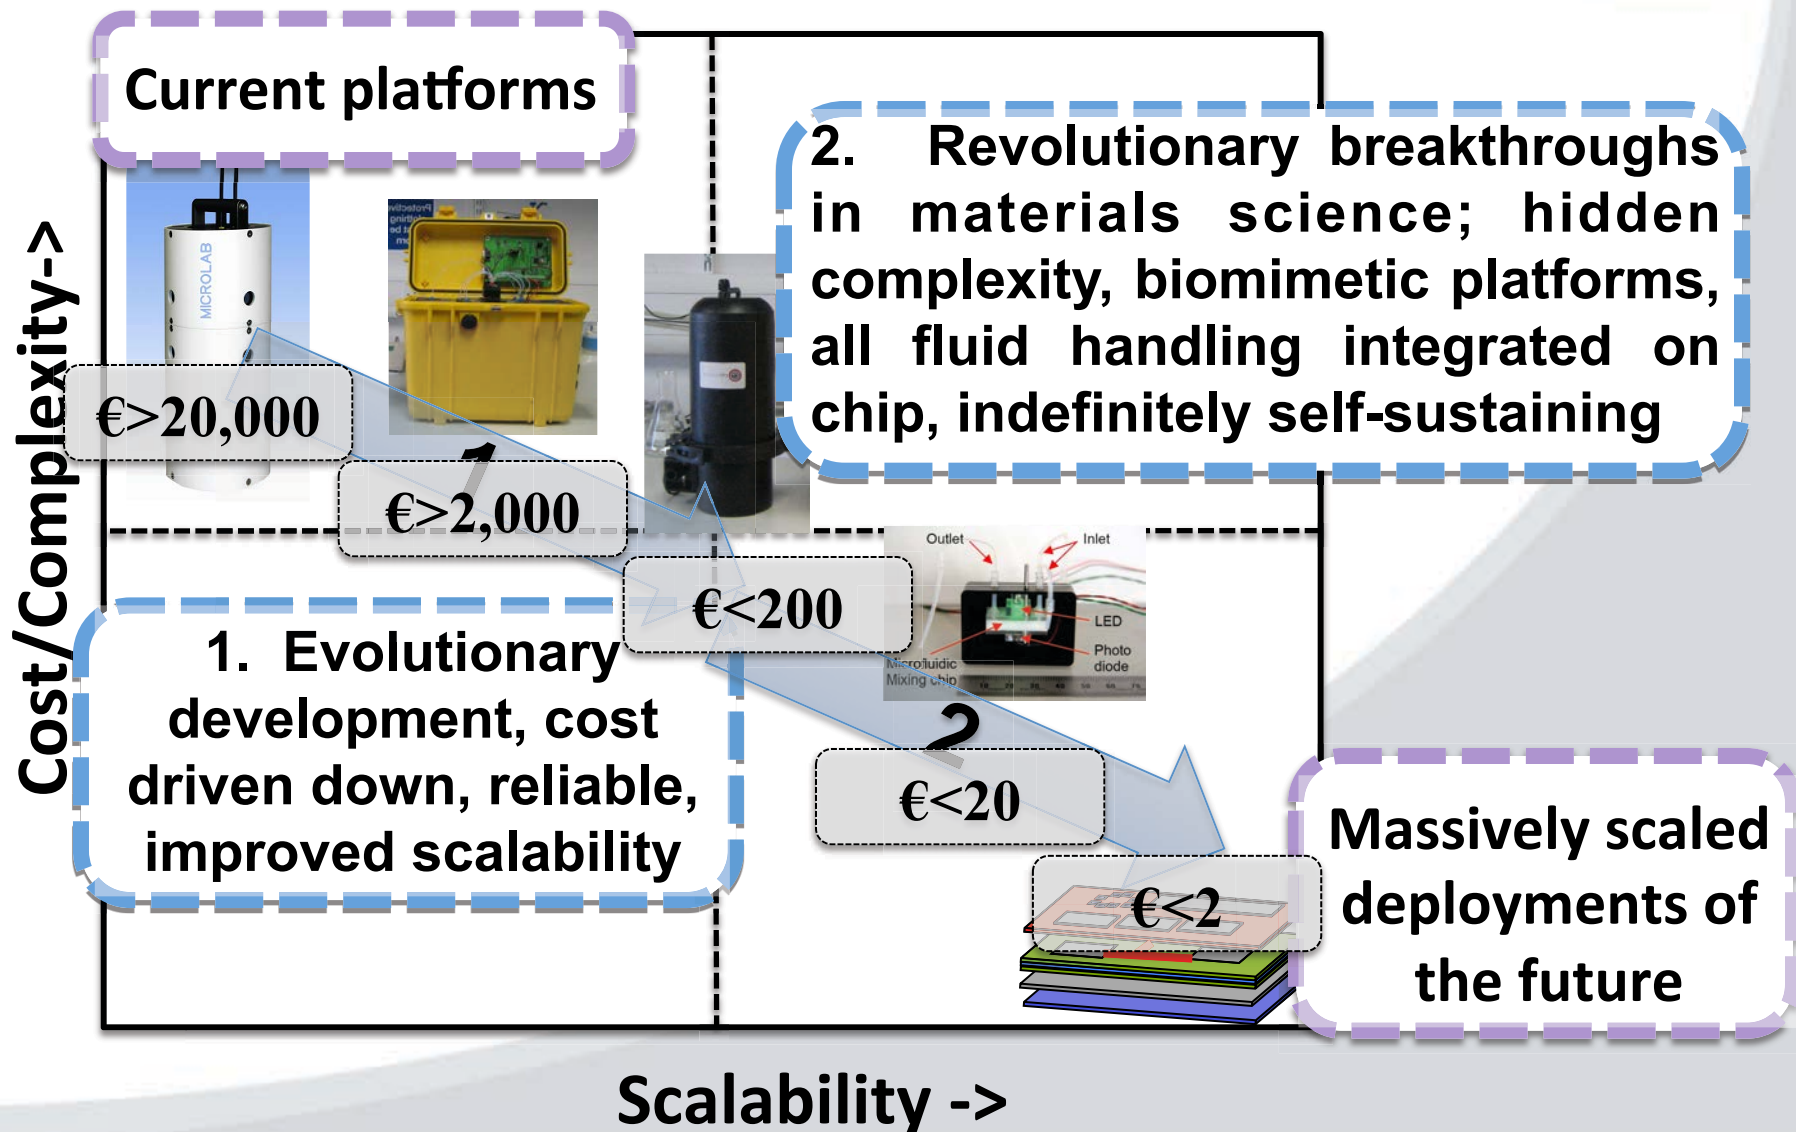 Current platforms
2. Revolutionary breakthroughs
in materials science; hidden
complexity, biomimetic platforms,
all fluid handling integrated on
chip, indefinitely self-sustaining
Cost/Complexity->
MICROLAB
Protective
€>20,000
1
€>2,000
€<200
Outlet
Inlet
LED
Photo
diode
Microfluidic
Mixing chip
1. Evolutionary
development, cost
driven down, reliable,
improved scalability
2
€<20
€<2
Massively scaled
deployments of
the future
Scalability ->